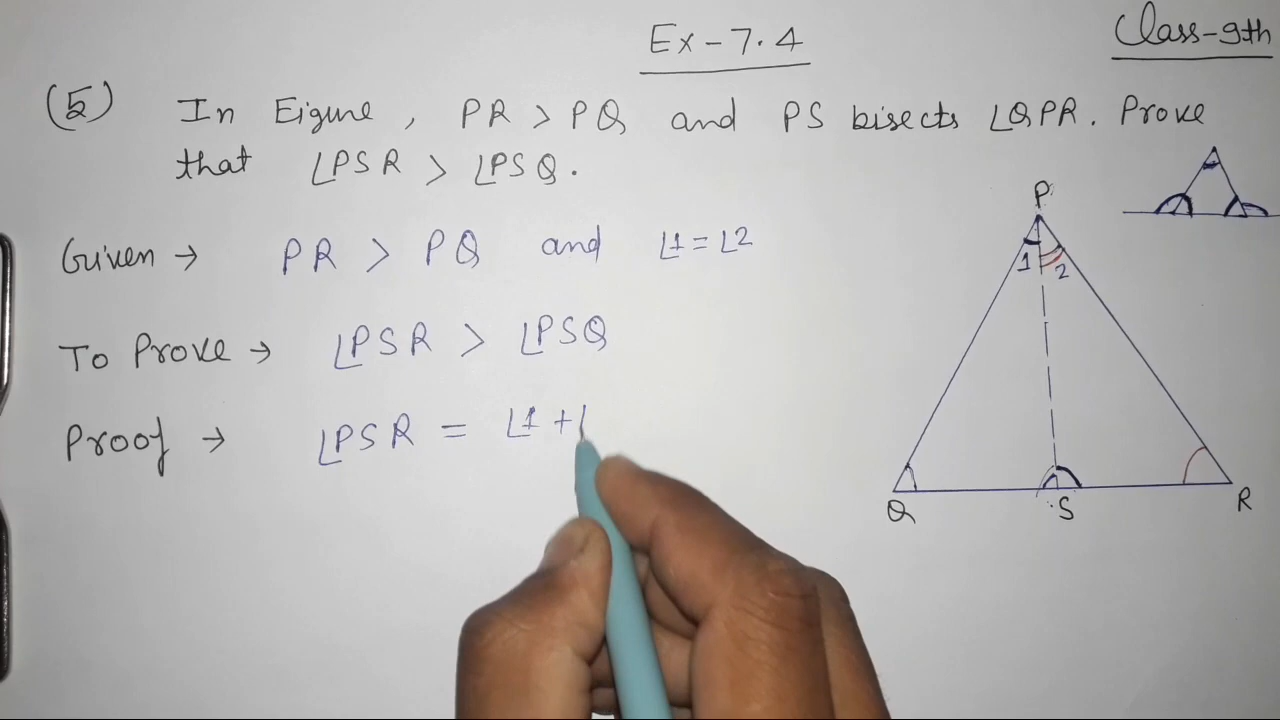 Ex-7.4
Class-9th
(5) In Eigure, PR > PQ and PS bisects ∠QPR. Prove
that ∠PSR > ∠PSQ.
Given → PR > PQ and ∠1 = ∠2
To Prove → ∠PSR > ∠PSQ
Proof → ∠PSR = ∠1 + ∠
P
1 2
Q S R